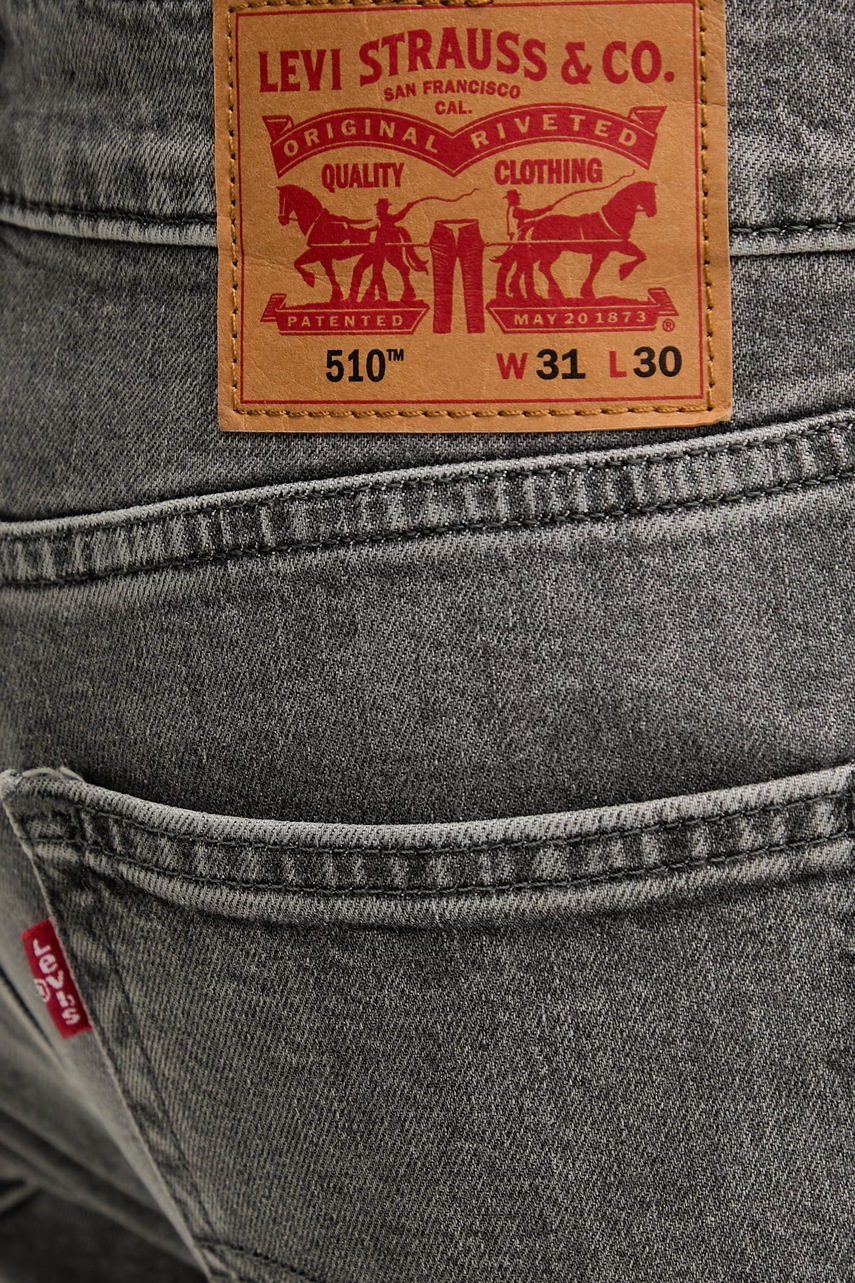 LEVI STRAUSS & CO.
SAN FRANCISCO
CAL.
ORIGINAL RIVETED
QUALITY CLOTHING
PATENTED MAY 20 1873 ®
510™ W 31 L 30
Levi's